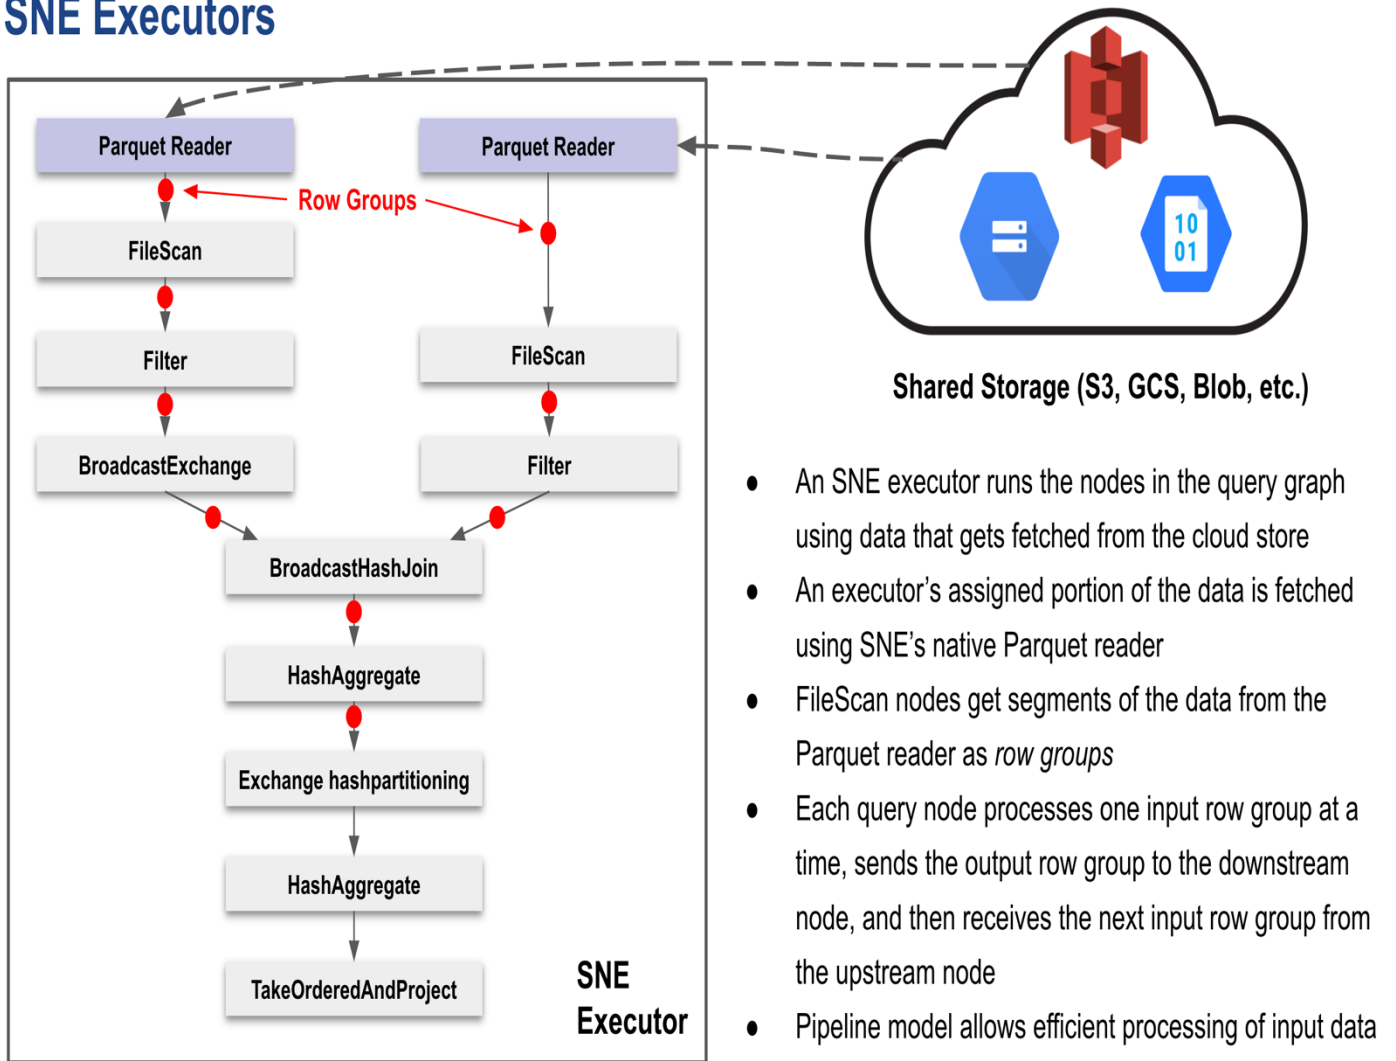 SNE Executors
Parquet Reader
Parquet Reader
Row Groups
FileScan
Filter
FileScan
BroadcastExchange
Filter
BroadcastHashJoin
HashAggregate
Exchange hashpartitioning
HashAggregate
TakeOrderedAndProject
SNE
Executor
10
01
Shared Storage (S3, GCS, Blob, etc.)
● An SNE executor runs the nodes in the query graph
using data that gets fetched from the cloud store
● An executor’s assigned portion of the data is fetched
using SNE’s native Parquet reader
● FileScan nodes get segments of the data from the
Parquet reader as row groups
● Each query node processes one input row group at a
time, sends the output row group to the downstream
node, and then receives the next input row group from
the upstream node
● Pipeline model allows efficient processing of input data